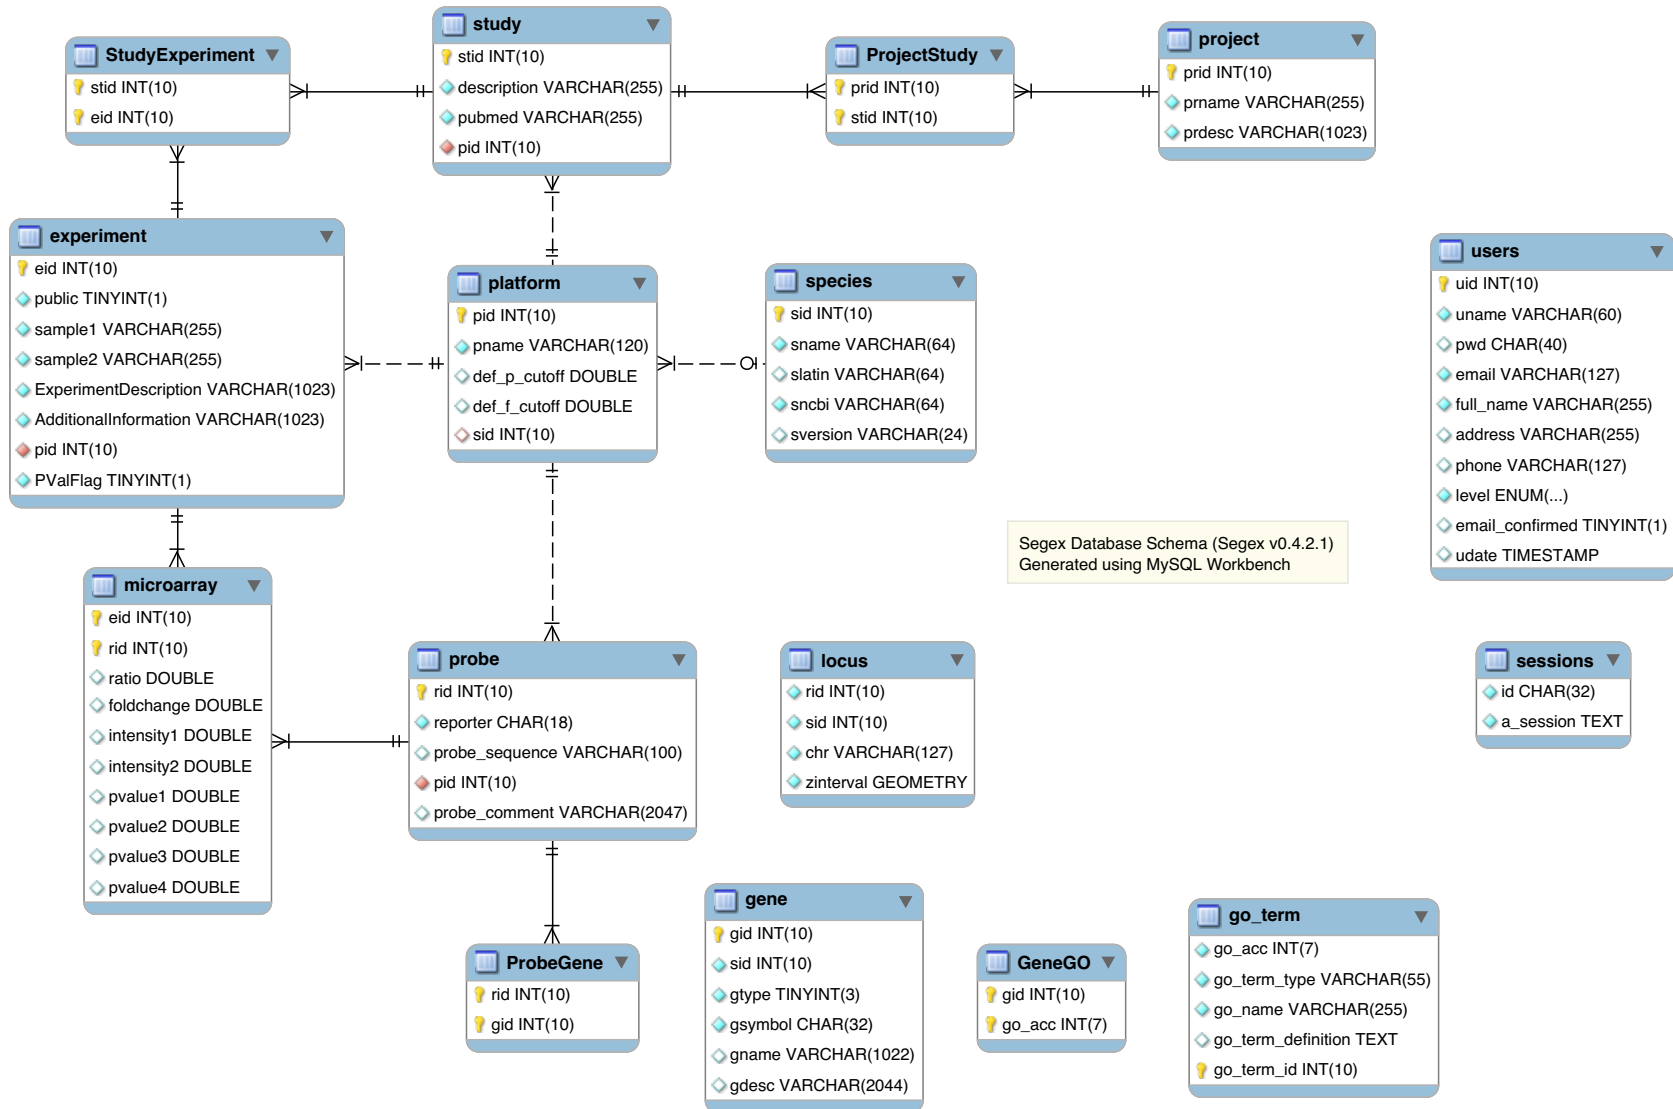 StudyExperiment
stid INT(10)
eid INT(10)
study
stid INT(10)
description VARCHAR(255)
pubmed VARCHAR(255)
pid INT(10)
ProjectStudy
prid INT(10)
stid INT(10)
project
prid INT(10)
prname VARCHAR(255)
prdesc VARCHAR(1023)
experiment
eid INT(10)
public TINYINT(1)
sample1 VARCHAR(255)
sample2 VARCHAR(255)
ExperimentDescription VARCHAR(1023)
AdditionalInformation VARCHAR(1023)
pid INT(10)
PValFlag TINYINT(1)
platform
pid INT(10)
pname VARCHAR(120)
def_p_cutoff DOUBLE
def_f_cutoff DOUBLE
sid INT(10)
species
sid INT(10)
sname VARCHAR(64)
slatin VARCHAR(64)
sncbi VARCHAR(64)
sversion VARCHAR(24)
users
uid INT(10)
uname VARCHAR(60)
pwd CHAR(40)
email VARCHAR(127)
full_name VARCHAR(255)
address VARCHAR(255)
phone VARCHAR(127)
level ENUM(...)
email_confirmed TINYINT(1)
udate TIMESTAMP
Segex Database Schema (Segex v0.4.2.1)
Generated using MySQL Workbench
microarray
eid INT(10)
rid INT(10)
ratio DOUBLE
foldchange DOUBLE
intensity1 DOUBLE
intensity2 DOUBLE
pvalue1 DOUBLE
pvalue2 DOUBLE
pvalue3 DOUBLE
pvalue4 DOUBLE
probe
rid INT(10)
reporter CHAR(18)
probe_sequence VARCHAR(100)
pid INT(10)
probe_comment VARCHAR(2047)
locus
rid INT(10)
sid INT(10)
chr VARCHAR(127)
zinterval GEOMETRY
sessions
id CHAR(32)
a_session TEXT
ProbeGene
rid INT(10)
gid INT(10)
gene
gid INT(10)
sid INT(10)
gtype TINYINT(3)
gsymbol CHAR(32)
gname VARCHAR(1022)
gdesc VARCHAR(2044)
GeneGO
gid INT(10)
go_acc INT(7)
go_term
go_acc INT(7)
go_term_type VARCHAR(55)
go_name VARCHAR(255)
go_term_definition TEXT
go_term_id INT(10)